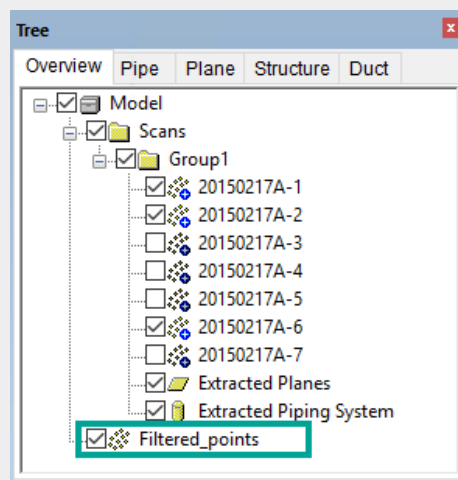 Tree
Overview Pipe Plane Structure Duct
Model
Scans
Group1
20150217A-1
20150217A-2
20150217A-3
20150217A-4
20150217A-5
20150217A-6
20150217A-7
Extracted Planes
Extracted Piping System
Filtered_points